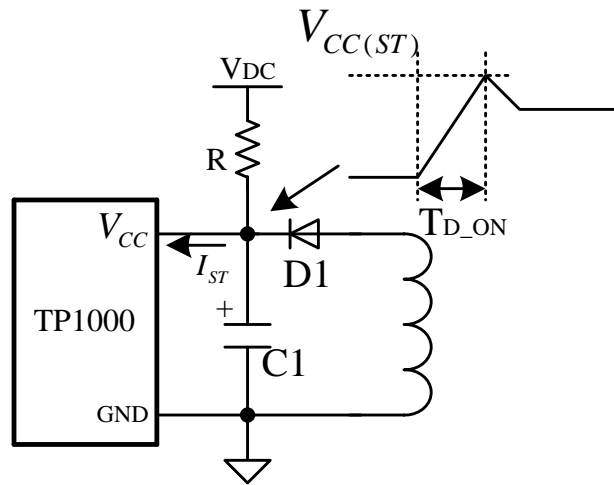 VCC(ST)
VDC
R
TD_ON
VCC
IST
D1
TP1000
+
C1
GND